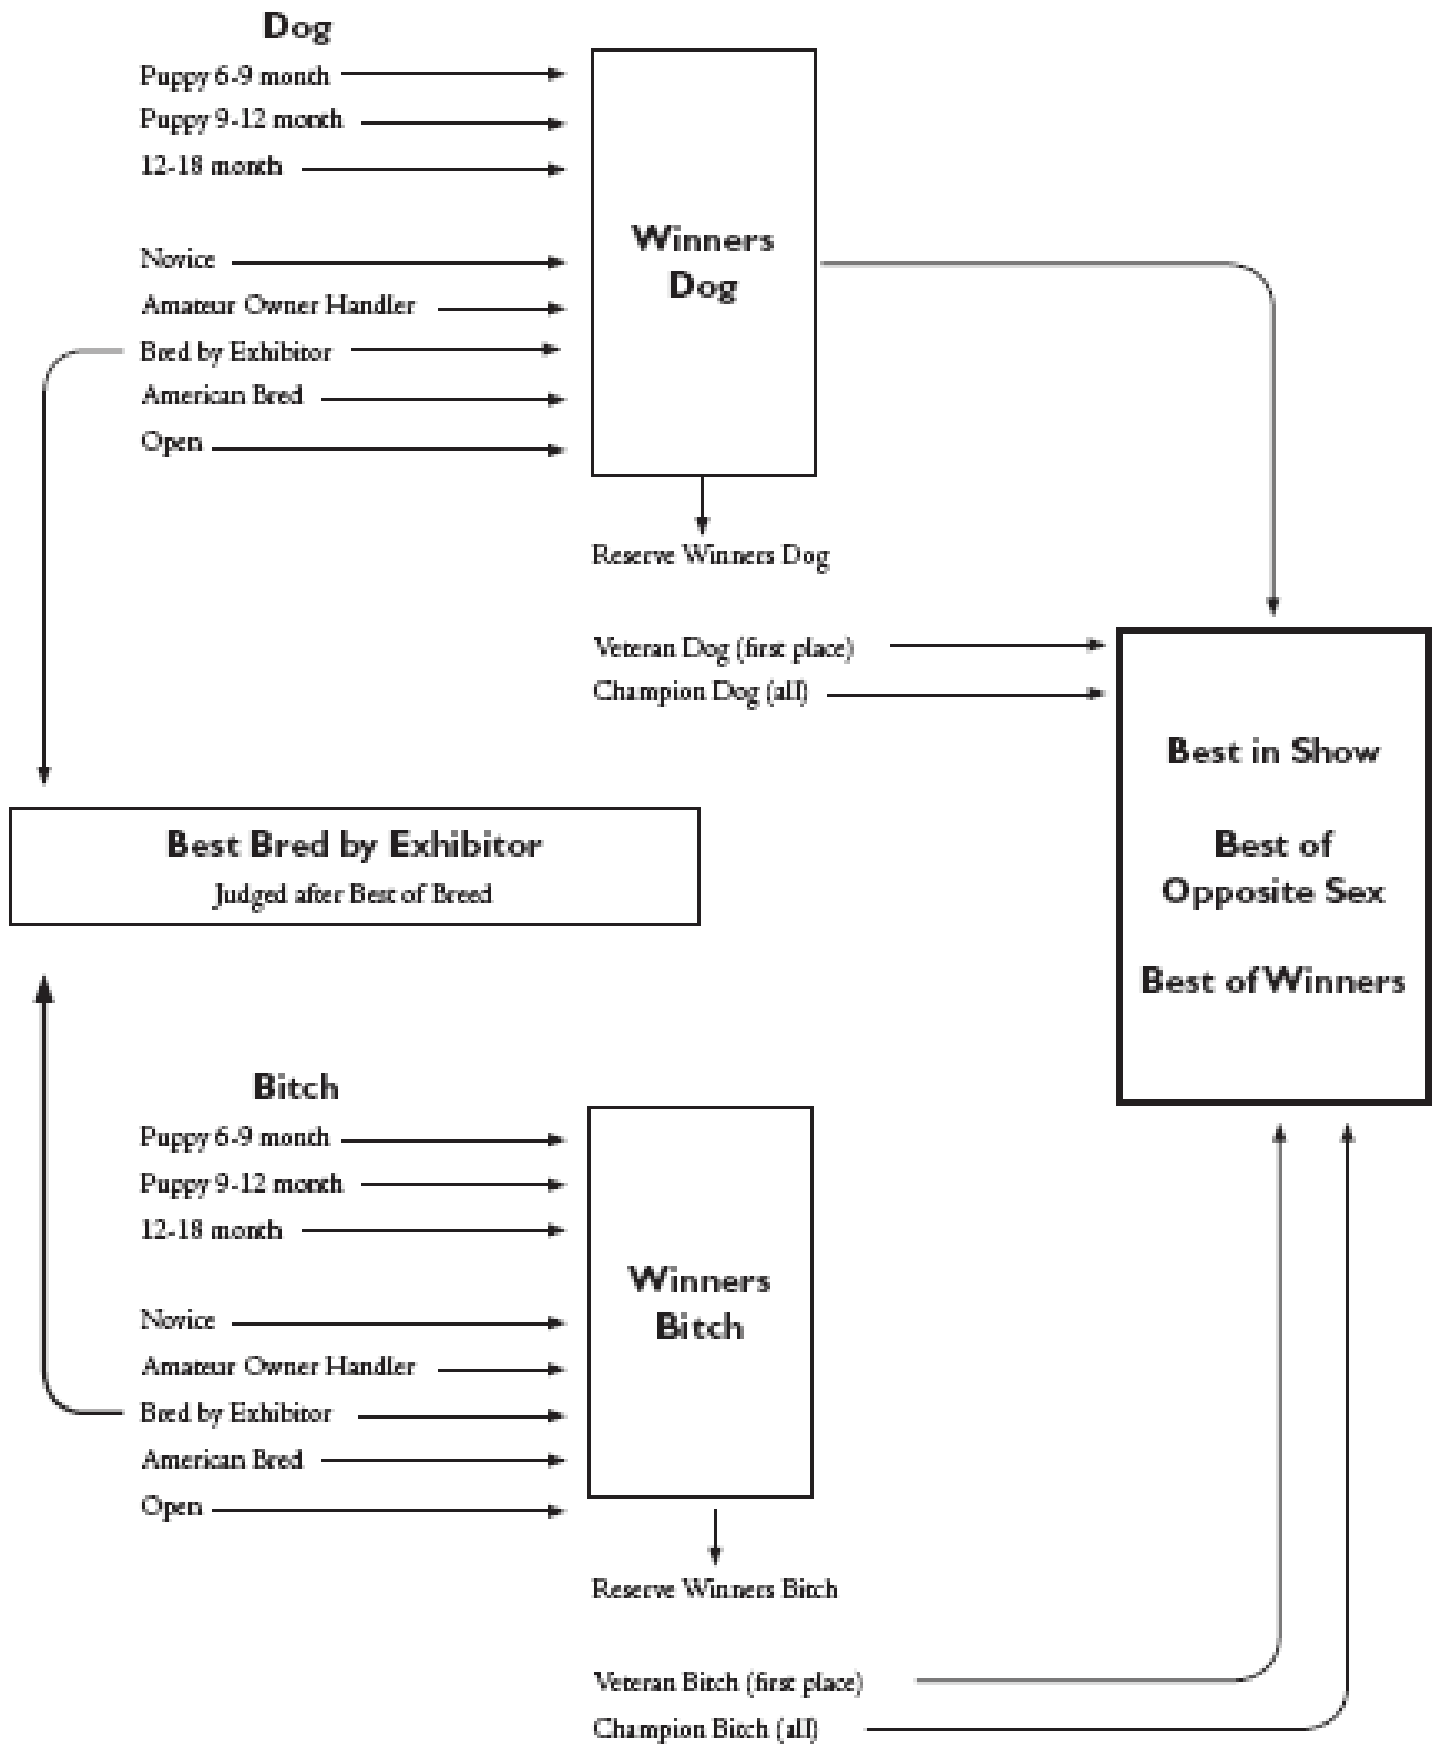 Dog
Puppy 6-9 month
Puppy 9-12 month
12-18 month
Novice
Amateur Owner Handler
Bred by Exhibitor
American Bred
Open
Winners
Dog
Reserve Winners Dog
Veteran Dog (first place)
Champion Dog (all)
Best in Show
Best of
Opposite Sex
Best of Winners
Best Bred by Exhibitor
Judged after Best of Breed
Bitch
Puppy 6-9 month
Puppy 9-12 month
12-18 month
Novice
Amateur Owner Handler
Bred by Exhibitor
American Bred
Open
Winners
Bitch
Reserve Winners Bitch
Veteran Bitch (first place)
Champion Bitch (all)